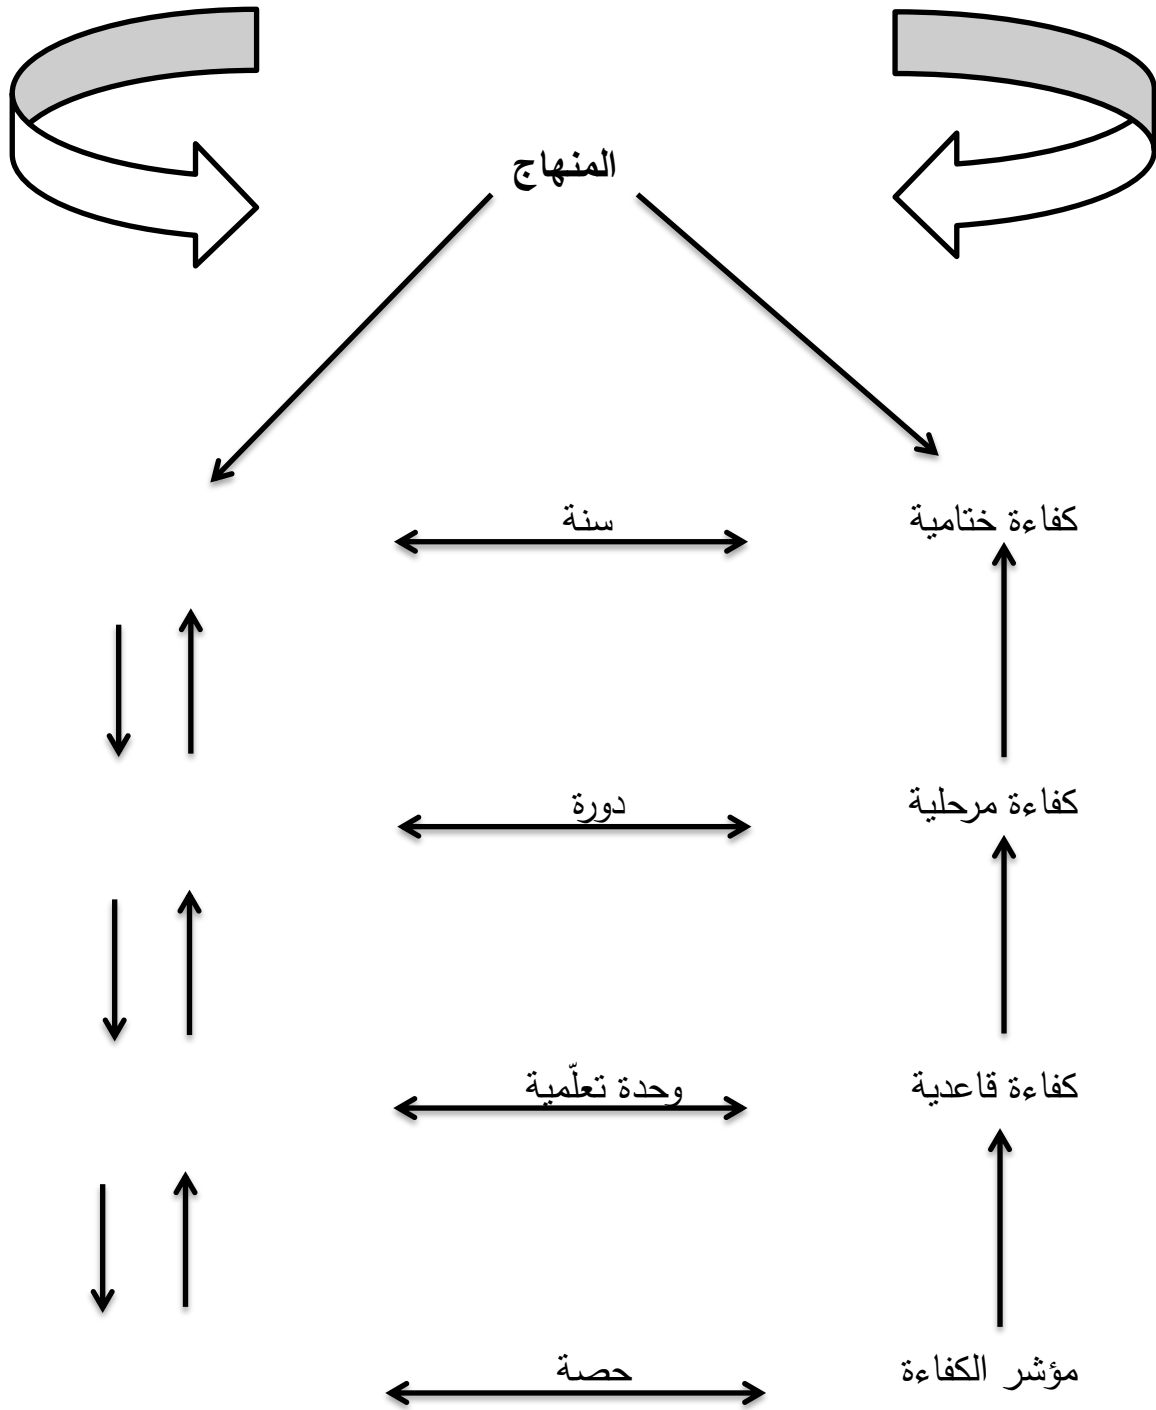 المنهاج
كفاءة ختامية
سنة
كفاءة مرحلية
دورة
كفاءة قاعدية
وحدة تعلّمية
مؤشر الكفاءة
حصة